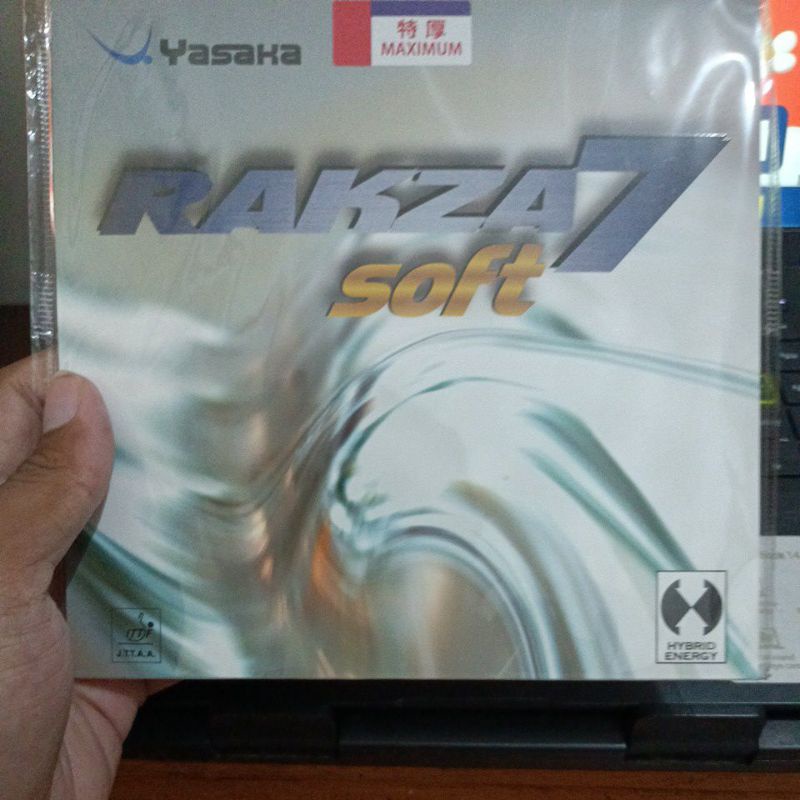 Yasaka
特厚
MAXIMUM
RAKZA7
soft
ITTF
J.T.T.A.A.
HYBRID
ENERGY